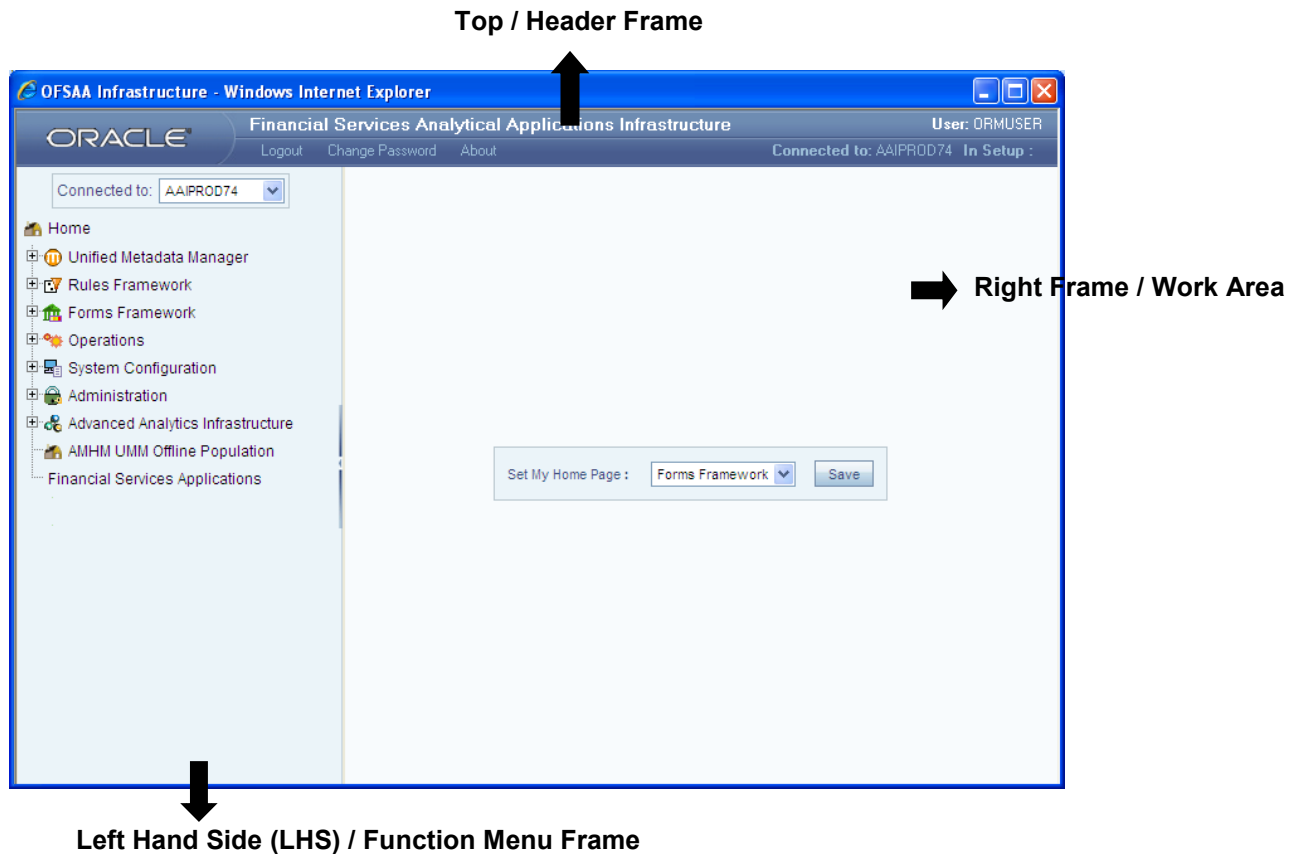 Top / Header Frame
OFSAA Infrastructure - Windows Internet Explorer
ORACLE
Financial Services Analytical Applications Infrastructure
User: ORMUSER
Logout Change Password About
Connected to: AAIPROD74 In Setup :
Connected to: AAIPROD74
Home
Unified Metadata Manager
Rules Framework
Right Frame / Work Area
Forms Framework
Operations
System Configuration
Administration
Advanced Analytics Infrastructure
AMHM UMM Offline Population
Financial Services Applications
Set My Home Page : Forms Framework Save
Left Hand Side (LHS) / Function Menu Frame